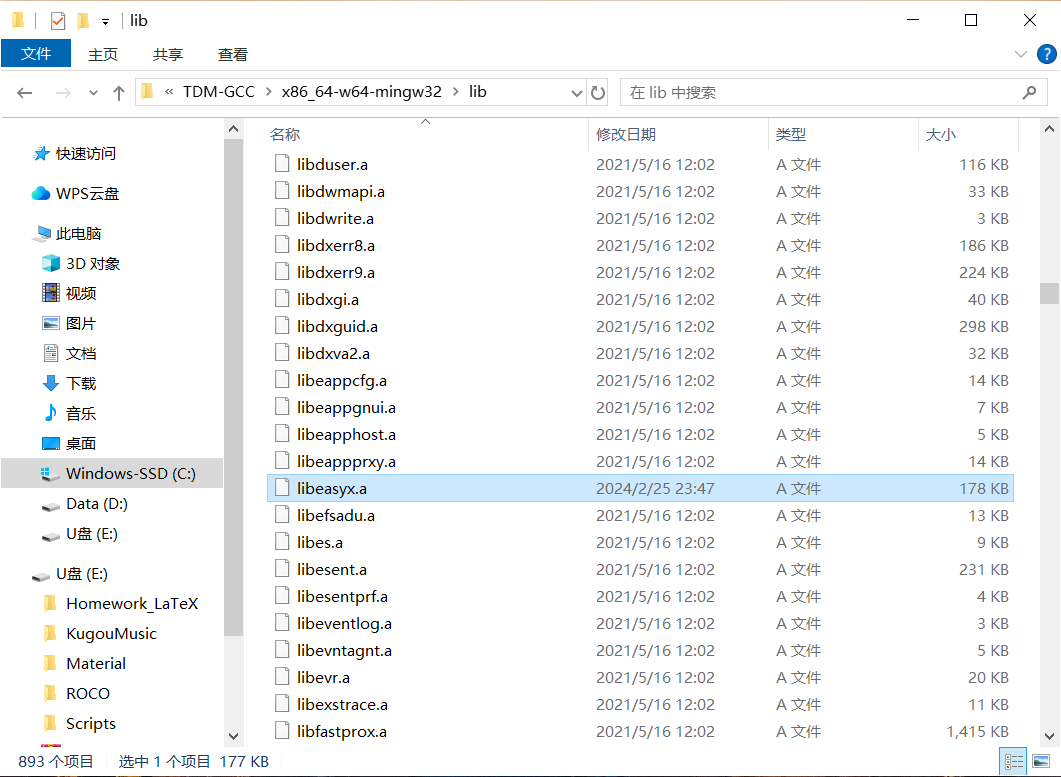 lib
文件 主页 共享 查看
« TDM-GCC › x86_64-w64-mingw32 › lib 在 lib 中搜索
快速访问
WPS云盘
此电脑
3D 对象
视频
图片
文档
下载
音乐
桌面
Windows-SSD (C:)
Data (D:)
U盘 (E:)
U盘 (E:)
Homework_LaTeX
KugouMusic
Material
ROCO
Scripts
名称 修改日期 类型 大小
libduser.a 2021/5/16 12:02 A 文件 116 KB
libdwmapi.a 2021/5/16 12:02 A 文件 33 KB
libdwrite.a 2021/5/16 12:02 A 文件 3 KB
libdxerr8.a 2021/5/16 12:02 A 文件 186 KB
libdxerr9.a 2021/5/16 12:02 A 文件 224 KB
libdxgi.a 2021/5/16 12:02 A 文件 40 KB
libdxguid.a 2021/5/16 12:02 A 文件 298 KB
libdxva2.a 2021/5/16 12:02 A 文件 32 KB
libeappcfg.a 2021/5/16 12:02 A 文件 14 KB
libeappgnui.a 2021/5/16 12:02 A 文件 7 KB
libeapphost.a 2021/5/16 12:02 A 文件 5 KB
libeappprxy.a 2021/5/16 12:02 A 文件 14 KB
libeasyx.a 2024/2/25 23:47 A 文件 178 KB
libefsadu.a 2021/5/16 12:02 A 文件 13 KB
libes.a 2021/5/16 12:02 A 文件 9 KB
libesent.a 2021/5/16 12:02 A 文件 231 KB
libesentprf.a 2021/5/16 12:02 A 文件 4 KB
libeventlog.a 2021/5/16 12:02 A 文件 3 KB
libevntagnt.a 2021/5/16 12:02 A 文件 5 KB
libevr.a 2021/5/16 12:02 A 文件 20 KB
libexstrace.a 2021/5/16 12:02 A 文件 11 KB
libfastprox.a 2021/5/16 12:02 A 文件 1,415 KB
893 个项目 选中 1 个项目 177 KB